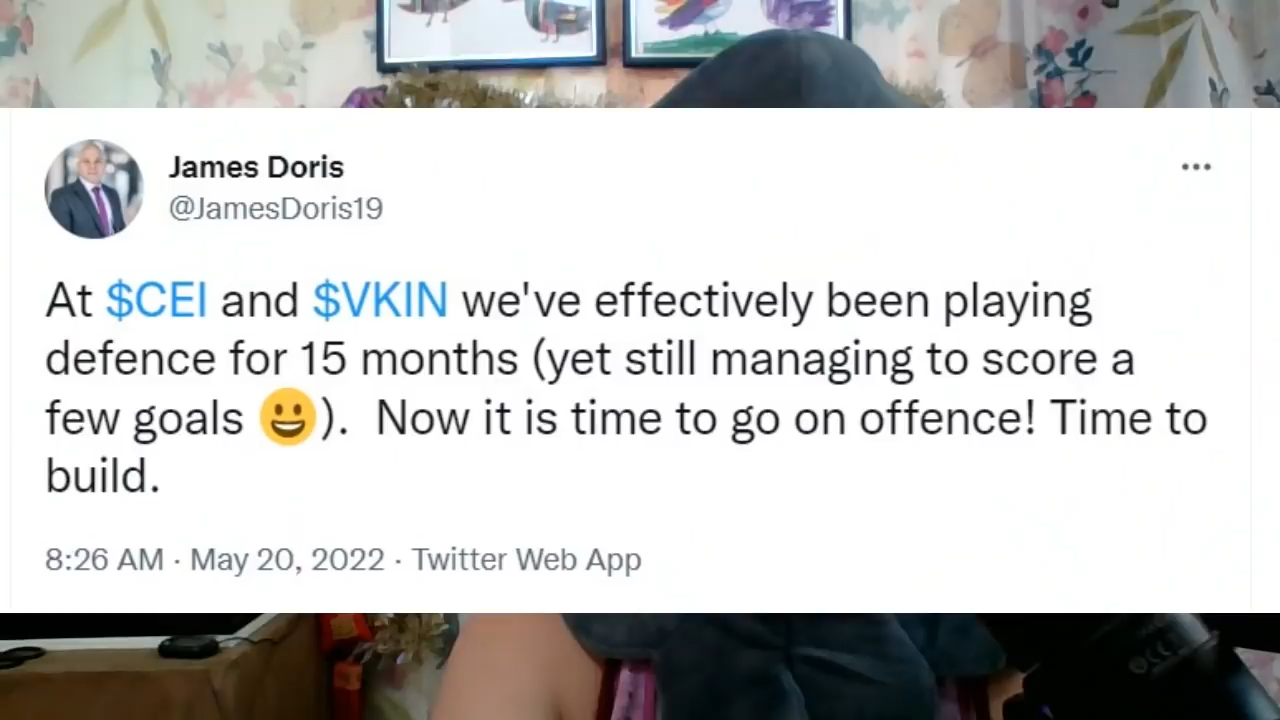 James Doris
@JamesDoris19
At $CEI and $VKIN we've effectively been playing
defence for 15 months (yet still managing to score a
few goals 😀).  Now it is time to go on offence! Time to
build.
8:26 AM · May 20, 2022 · Twitter Web App